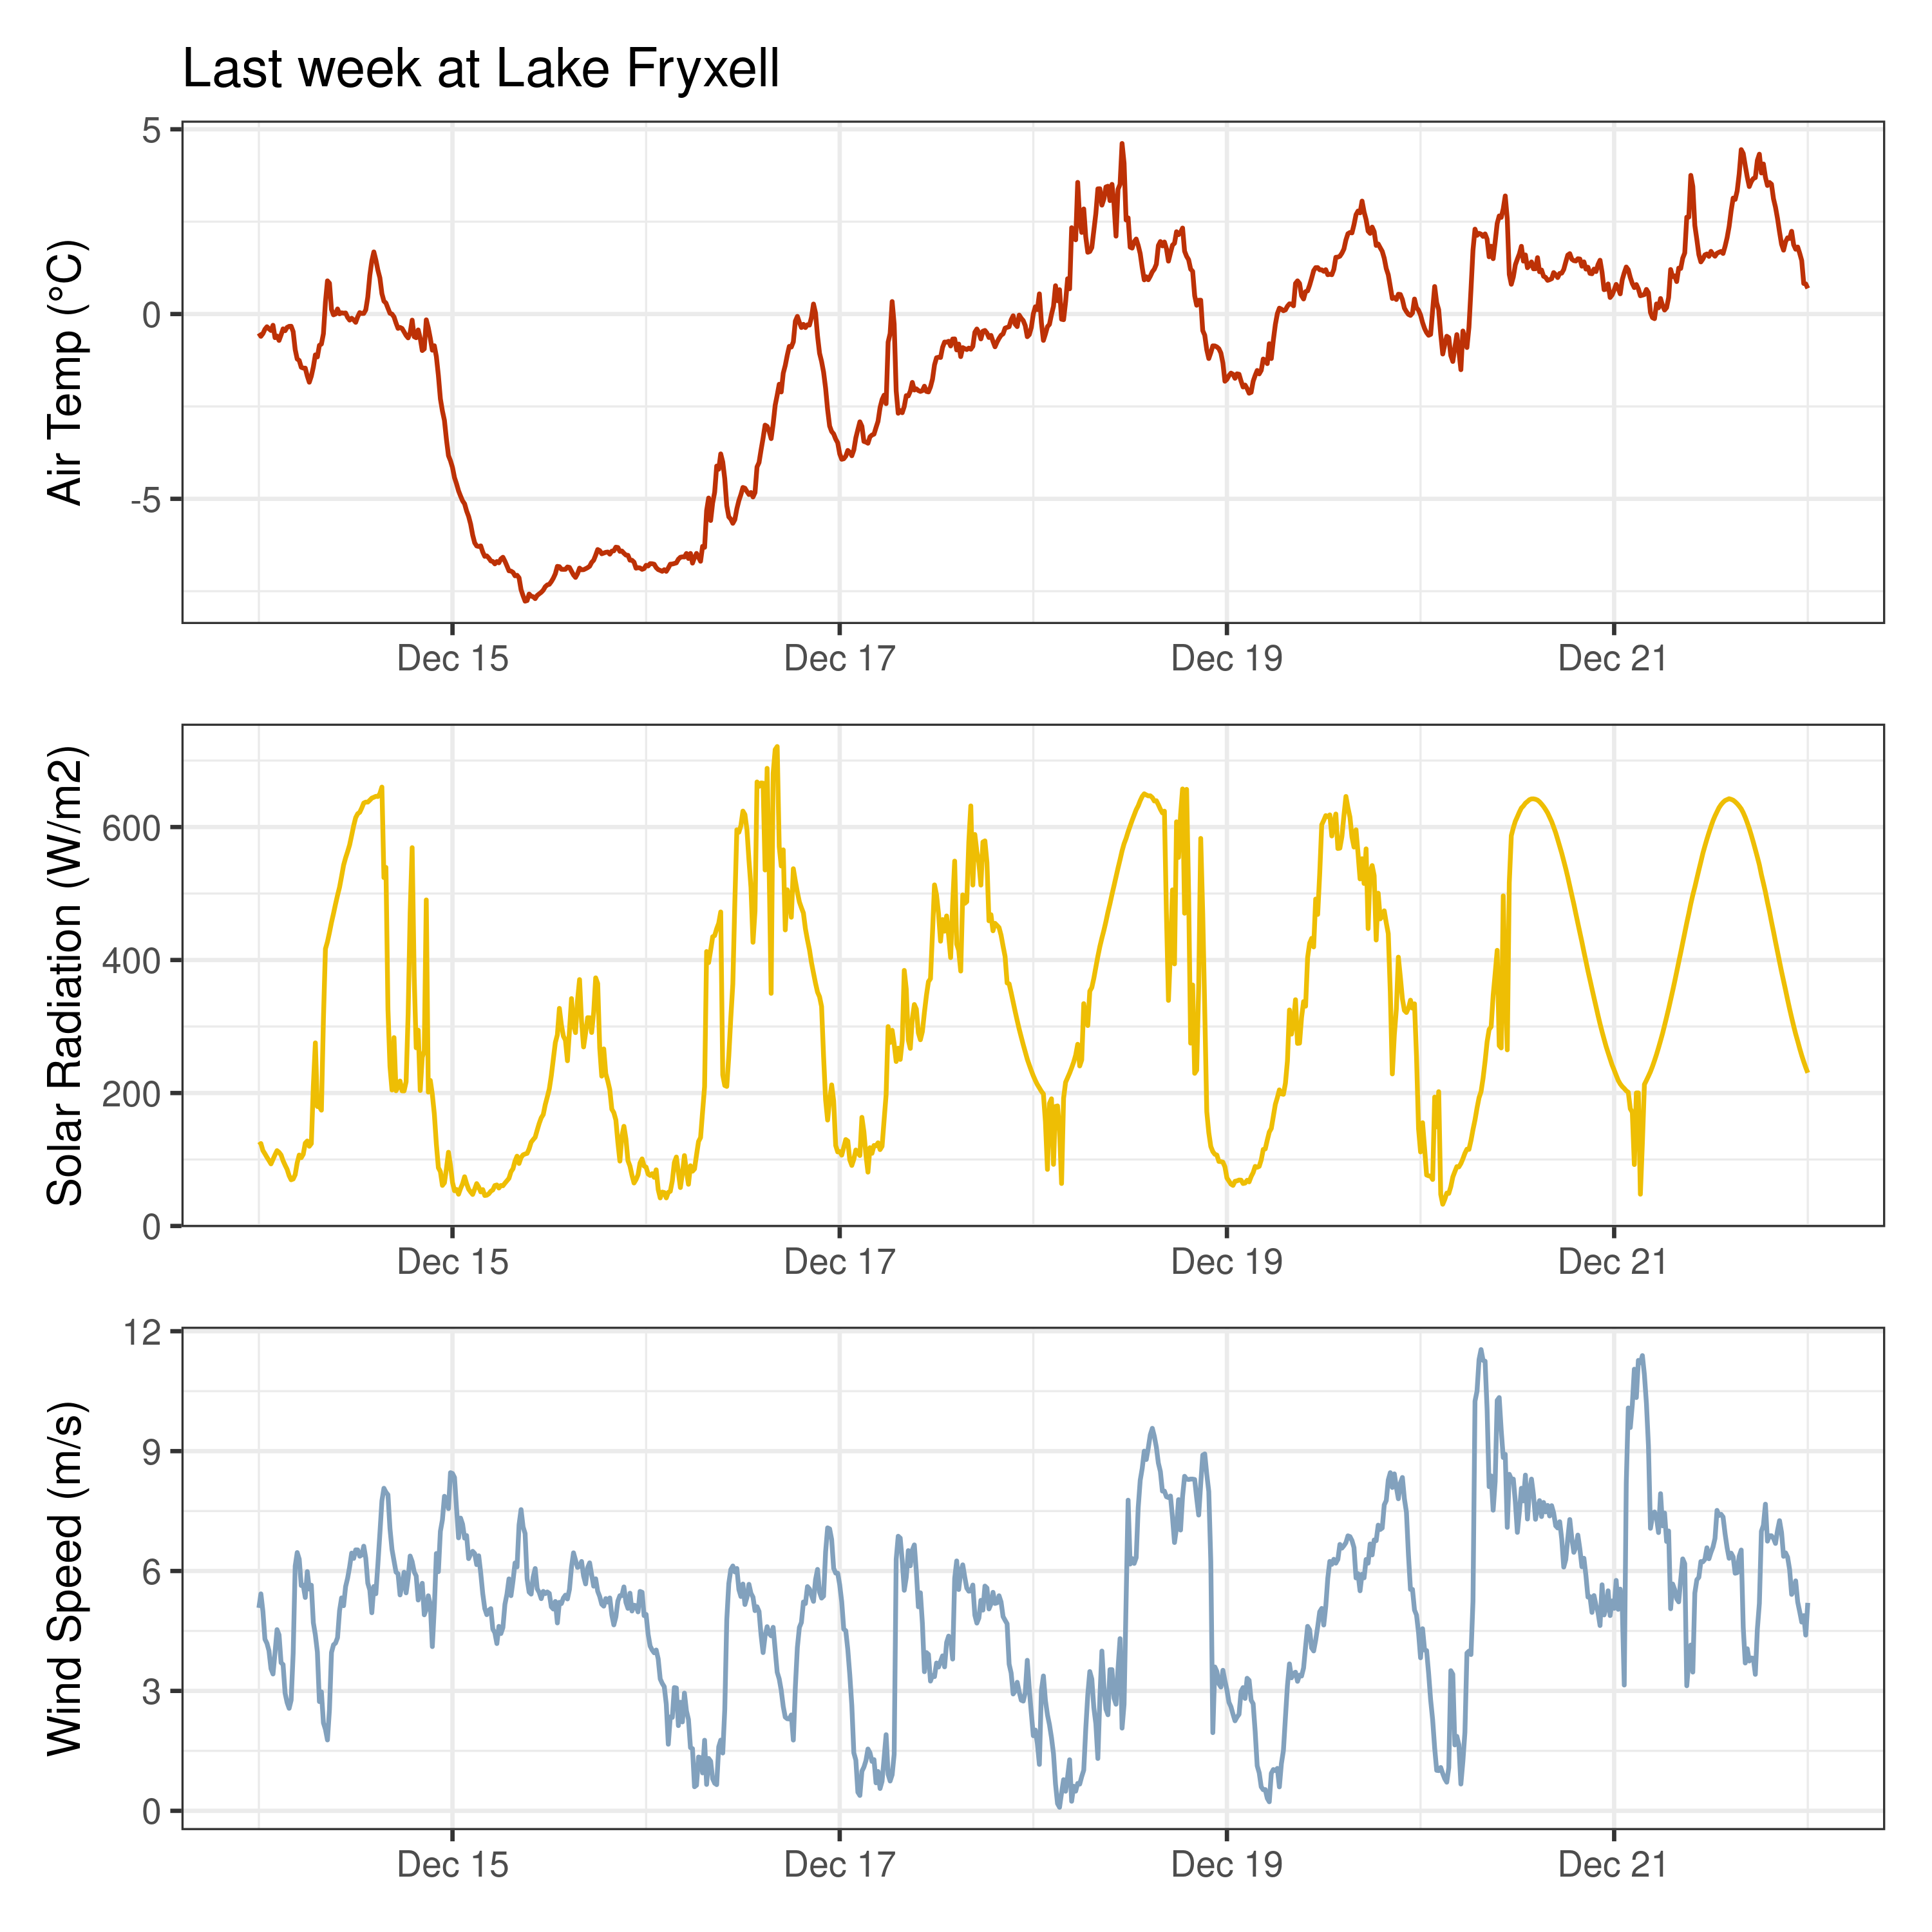 Last week at Lake Fryxell
Air Temp (°C)
5
0
-5
Dec 15 Dec 17 Dec 19 Dec 21
Solar Radiation (W/m2)
600
400
200
0
Dec 15 Dec 17 Dec 19 Dec 21
Wind Speed (m/s)
12
9
6
3
0
Dec 15 Dec 17 Dec 19 Dec 21